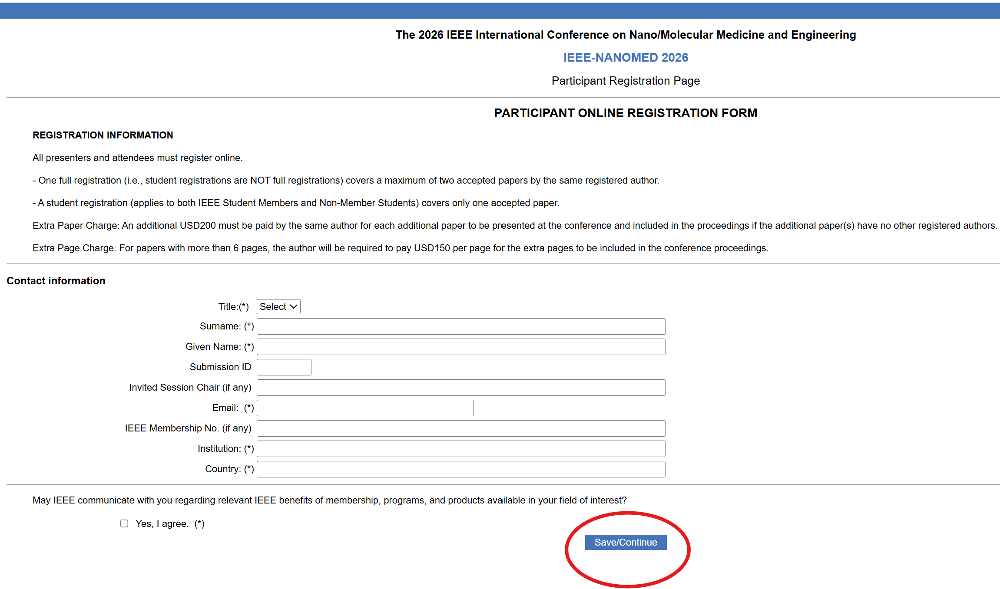 The 2026 IEEE International Conference on Nano/Molecular Medicine and Engineering
IEEE-NANOMED 2026
Participant Registration Page
PARTICIPANT ONLINE REGISTRATION FORM
REGISTRATION INFORMATION
All presenters and attendees must register online.
- One full registration (i.e., student registrations are NOT full registrations) covers a maximum of two accepted papers by the same registered author.
- A student registration (applies to both IEEE Student Members and Non-Member Students) covers only one accepted paper.
Extra Paper Charge: An additional USD200 must be paid by the same author for each additional paper to be presented at the conference and included in the proceedings if the additional paper(s) have no other registered authors.
Extra Page Charge: For papers with more than 6 pages, the author will be required to pay USD150 per page for the extra pages to be included in the conference proceedings.
Contact information
Title:(*) Select
Surname: (*)
Given Name: (*)
Submission ID
Invited Session Chair (if any)
Email: (*)
IEEE Membership No. (if any)
Institution: (*)
Country: (*)
May IEEE communicate with you regarding relevant IEEE benefits of membership, programs, and products available in your field of interest?
Yes, I agree. (*)
Save/Continue